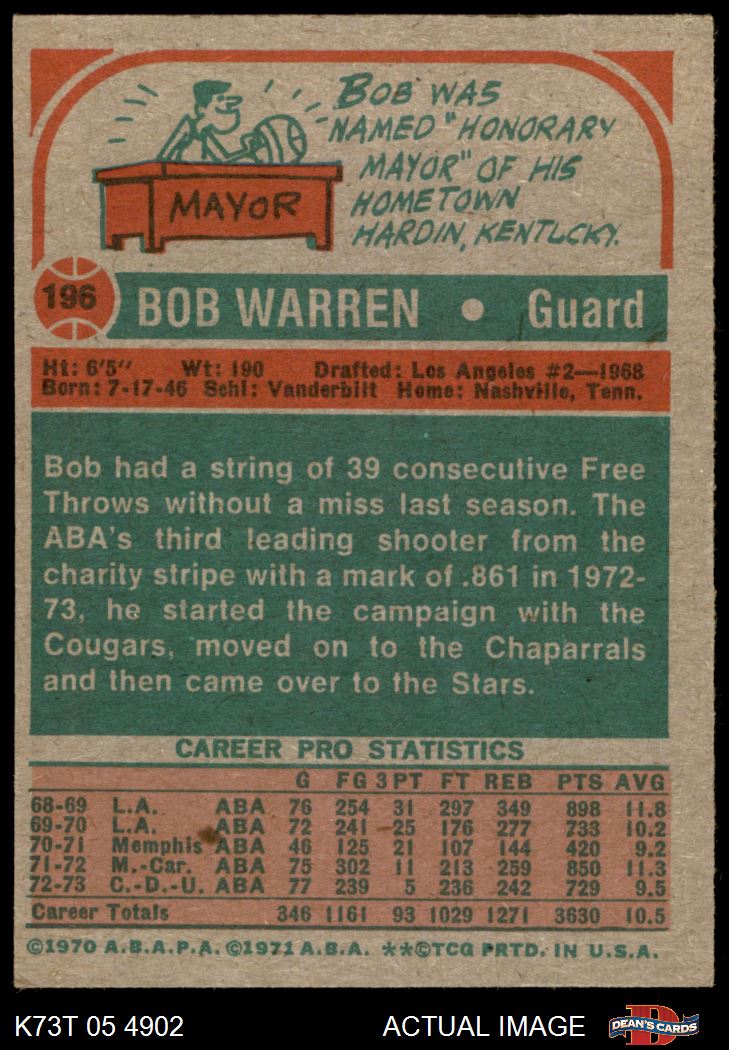 BOB WAS
NAMED "HONORARY
MAYOR" OF HIS
HOMETOWN
HARDIN, KENTUCKY.
MAYOR
196
BOB WARREN • Guard
Ht: 6'5" Wt: 190 Drafted: Los Angeles #2—1968
Born: 7-17-46 Schl: Vanderbilt Home: Nashville, Tenn.
Bob had a string of 39 consecutive Free
Throws without a miss last season. The
ABA's third leading shooter from the
charity stripe with a mark of .861 in 1972-
73, he started the campaign with the
Cougars, moved on to the Chaparrals
and then came over to the Stars.
CAREER PRO STATISTICS
G FG 3PT FT REB PTS AVG
68-69 L.A. ABA 76 254 31 297 349 898 11.8
69-70 L.A. ABA 72 241 25 176 277 733 10.2
70-71 Memphis ABA 46 125 21 107 144 420 9.2
71-72 M.-Car. ABA 75 302 11 213 259 850 11.3
72-73 C.-D.-U. ABA 77 239 5 236 242 729 9.5
Career Totals 346 1161 93 1029 1271 3630 10.5
©1970 A.B.A.P.A. ©1971 A.B.A. **©TCG PRTD. IN U.S.A.
K73T 05 4902 ACTUAL IMAGE
D
DEAN'S CARDS